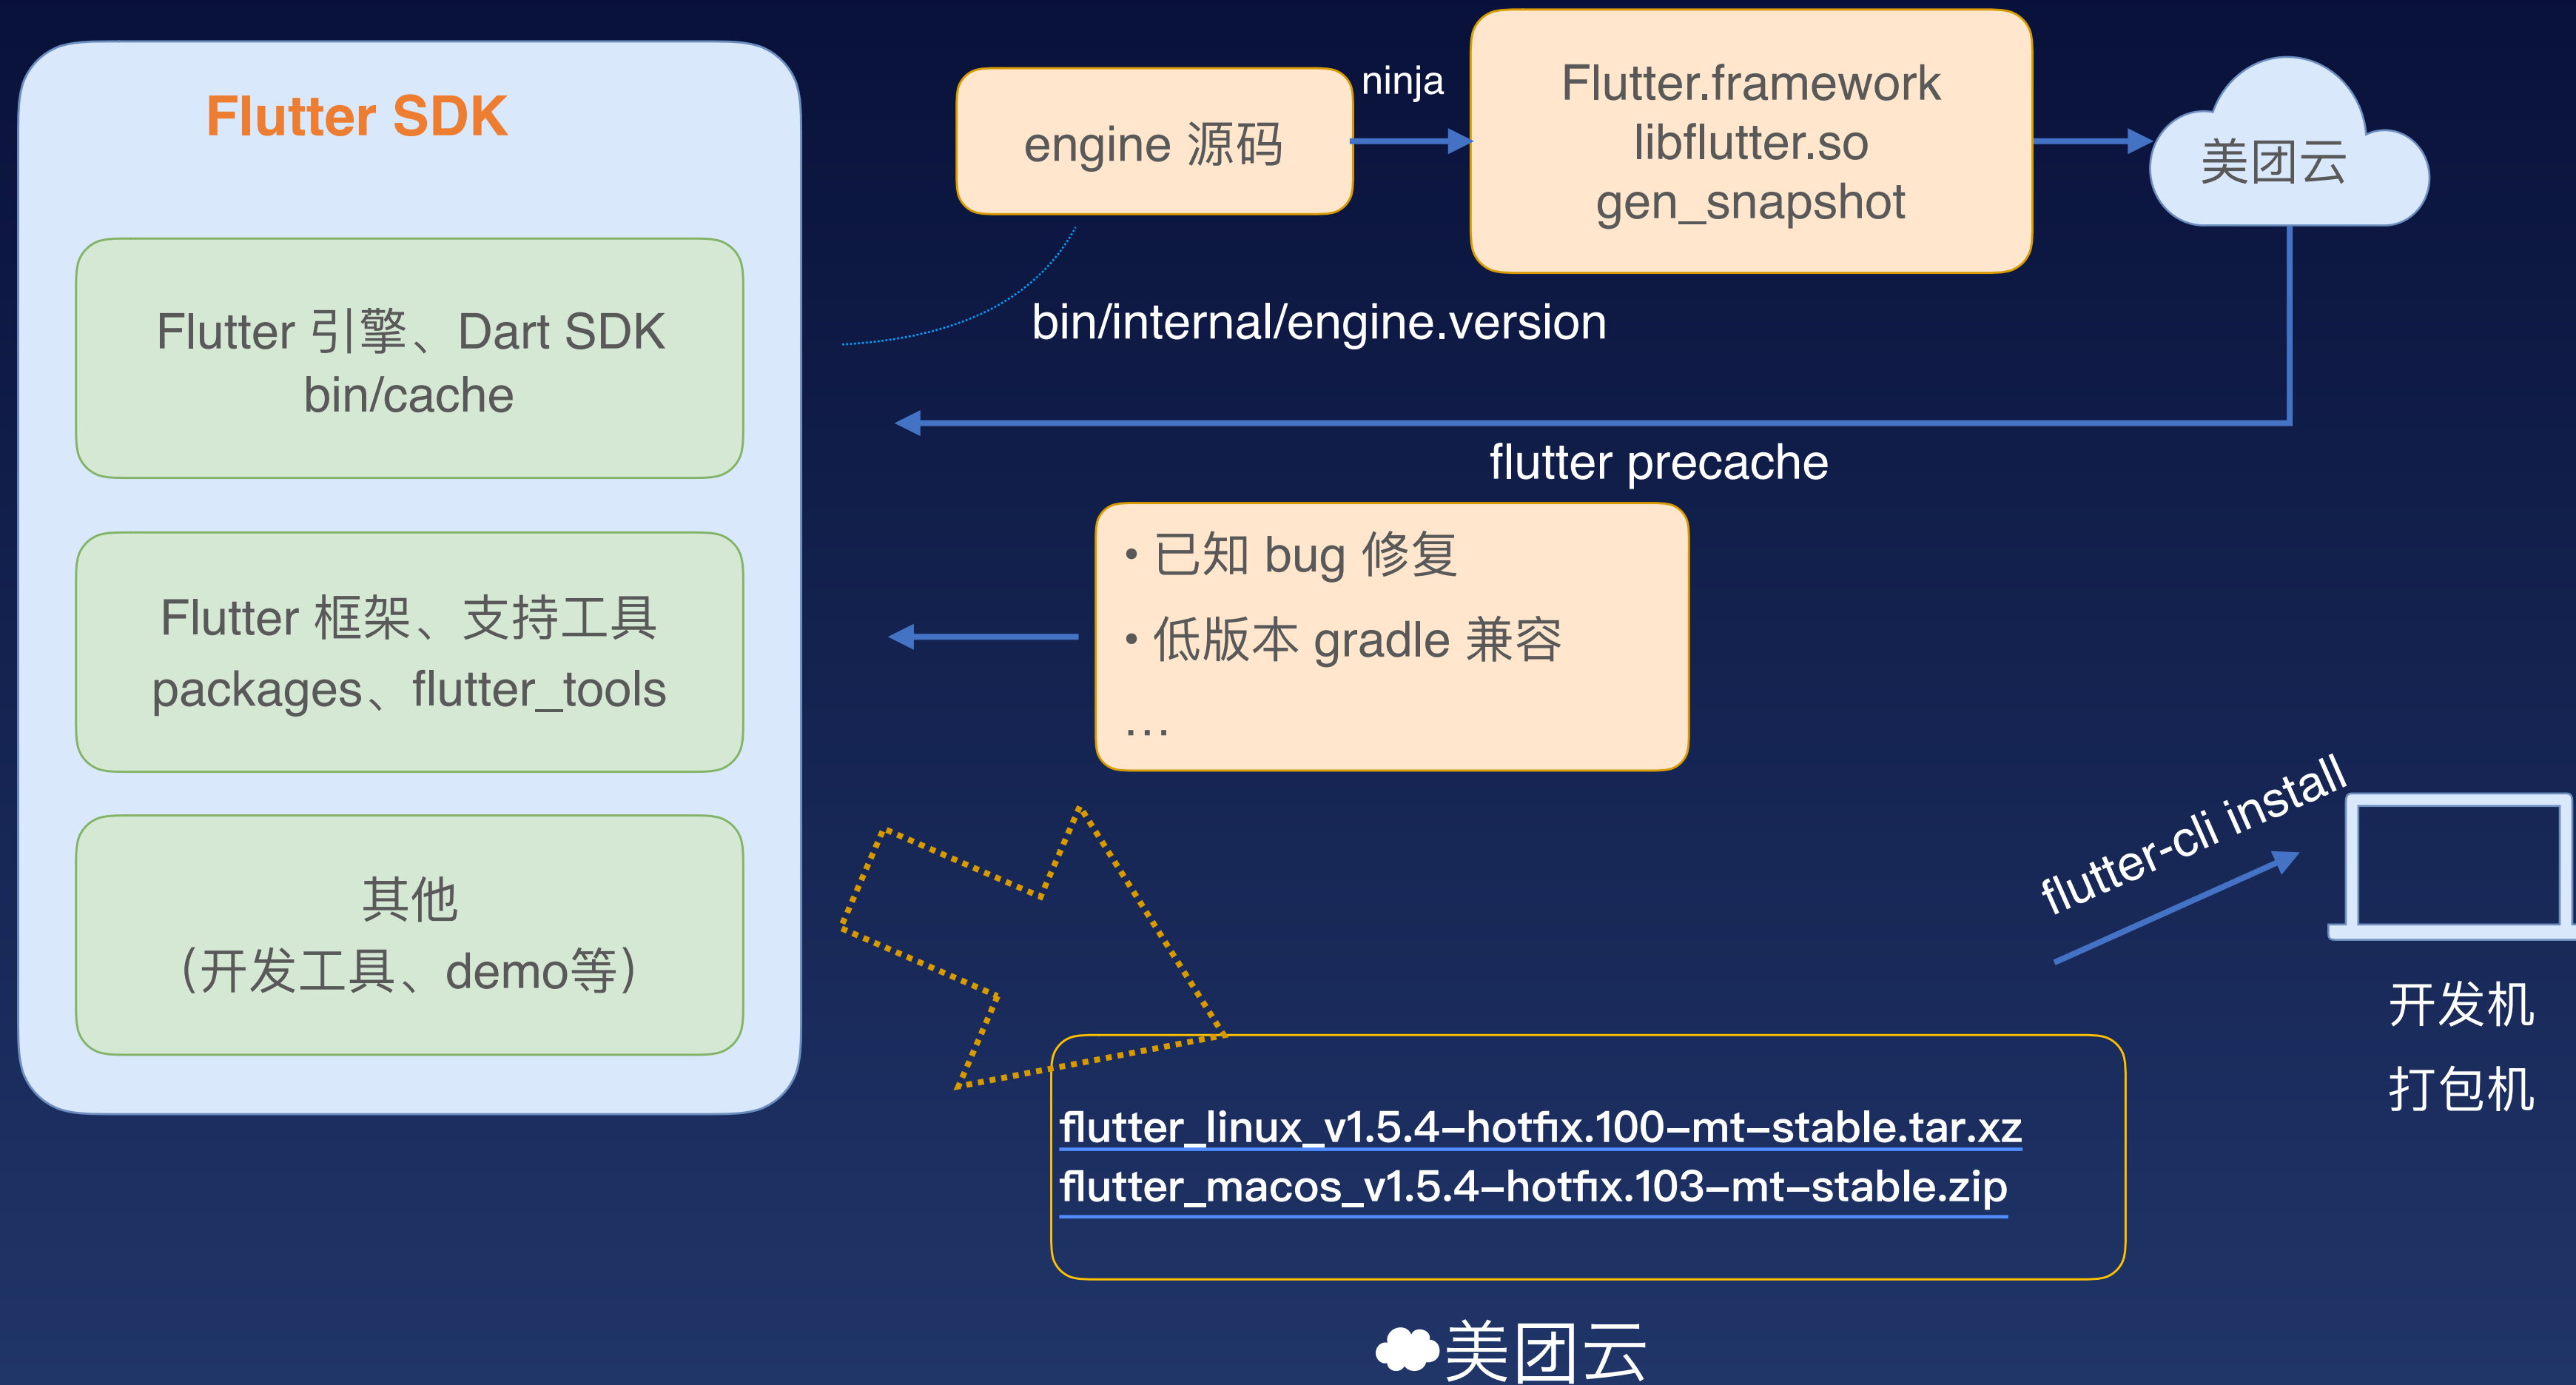 Flutter SDK
Flutter 引擎、Dart SDK
bin/cache
Flutter 框架、支持工具
packages、flutter_tools
其他
（开发工具、demo等）
engine 源码
ninja
Flutter.framework
libflutter.so
gen_snapshot
美团云
bin/internal/engine.version
flutter precache
• 已知 bug 修复
• 低版本 gradle 兼容
…
flutter-cli install
开发机
打包机
flutter_linux_v1.5.4–hotfix.100–mt–stable.tar.xz
flutter_macos_v1.5.4–hotfix.103–mt–stable.zip
美团云